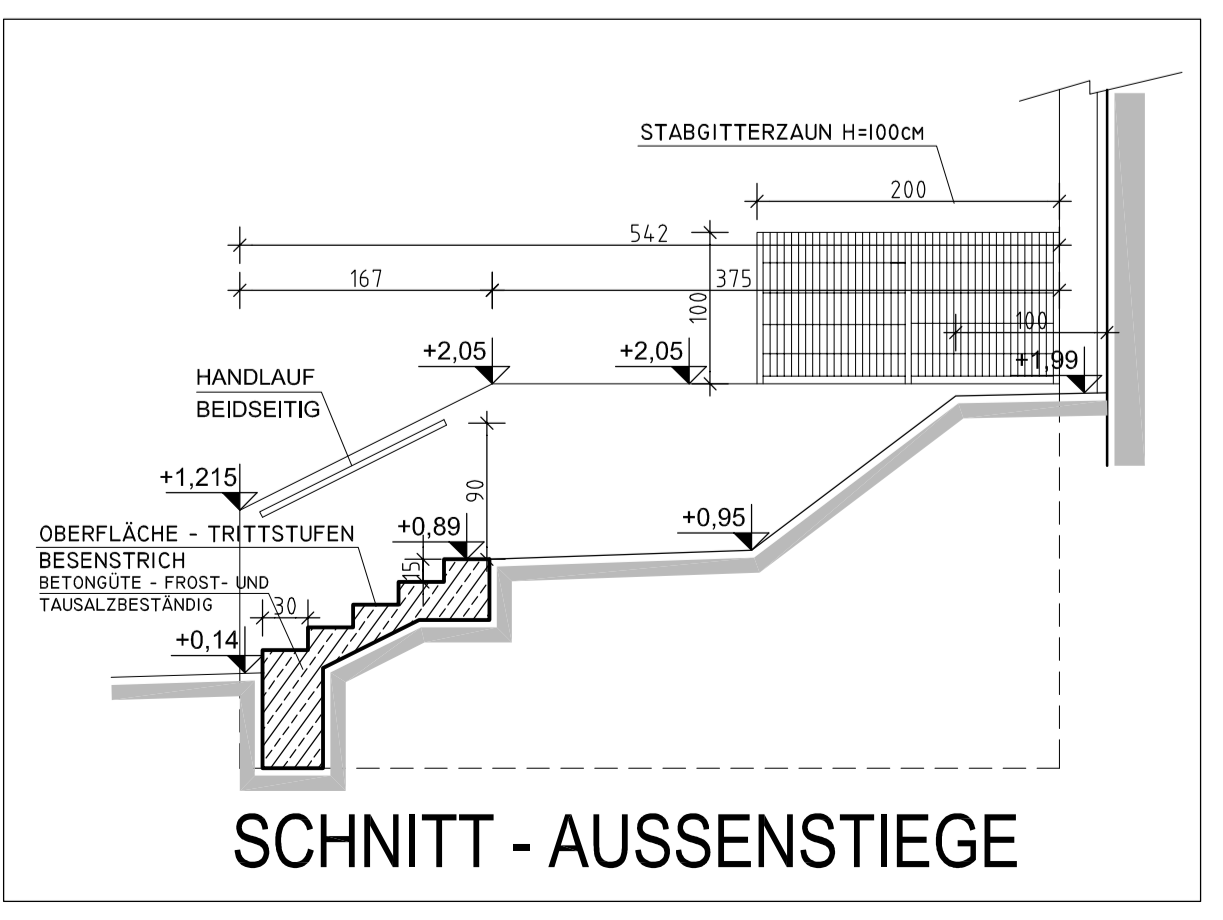 STABGITTERZAUN H=100CM
200
542
167
375
100
100
+2,05
+2,05
+1,99
HANDLAUF
BEIDSEITIG
+1,215
90
OBERFLÄCHE - TRITTSTUFEN
BESENSTRICH
BETONGÜTE - FROST- UND
TAUSALZBESTÄNDIG
+0,89
+0,95
15
30
+0,14
SCHNITT - AUSSENSTIEGE